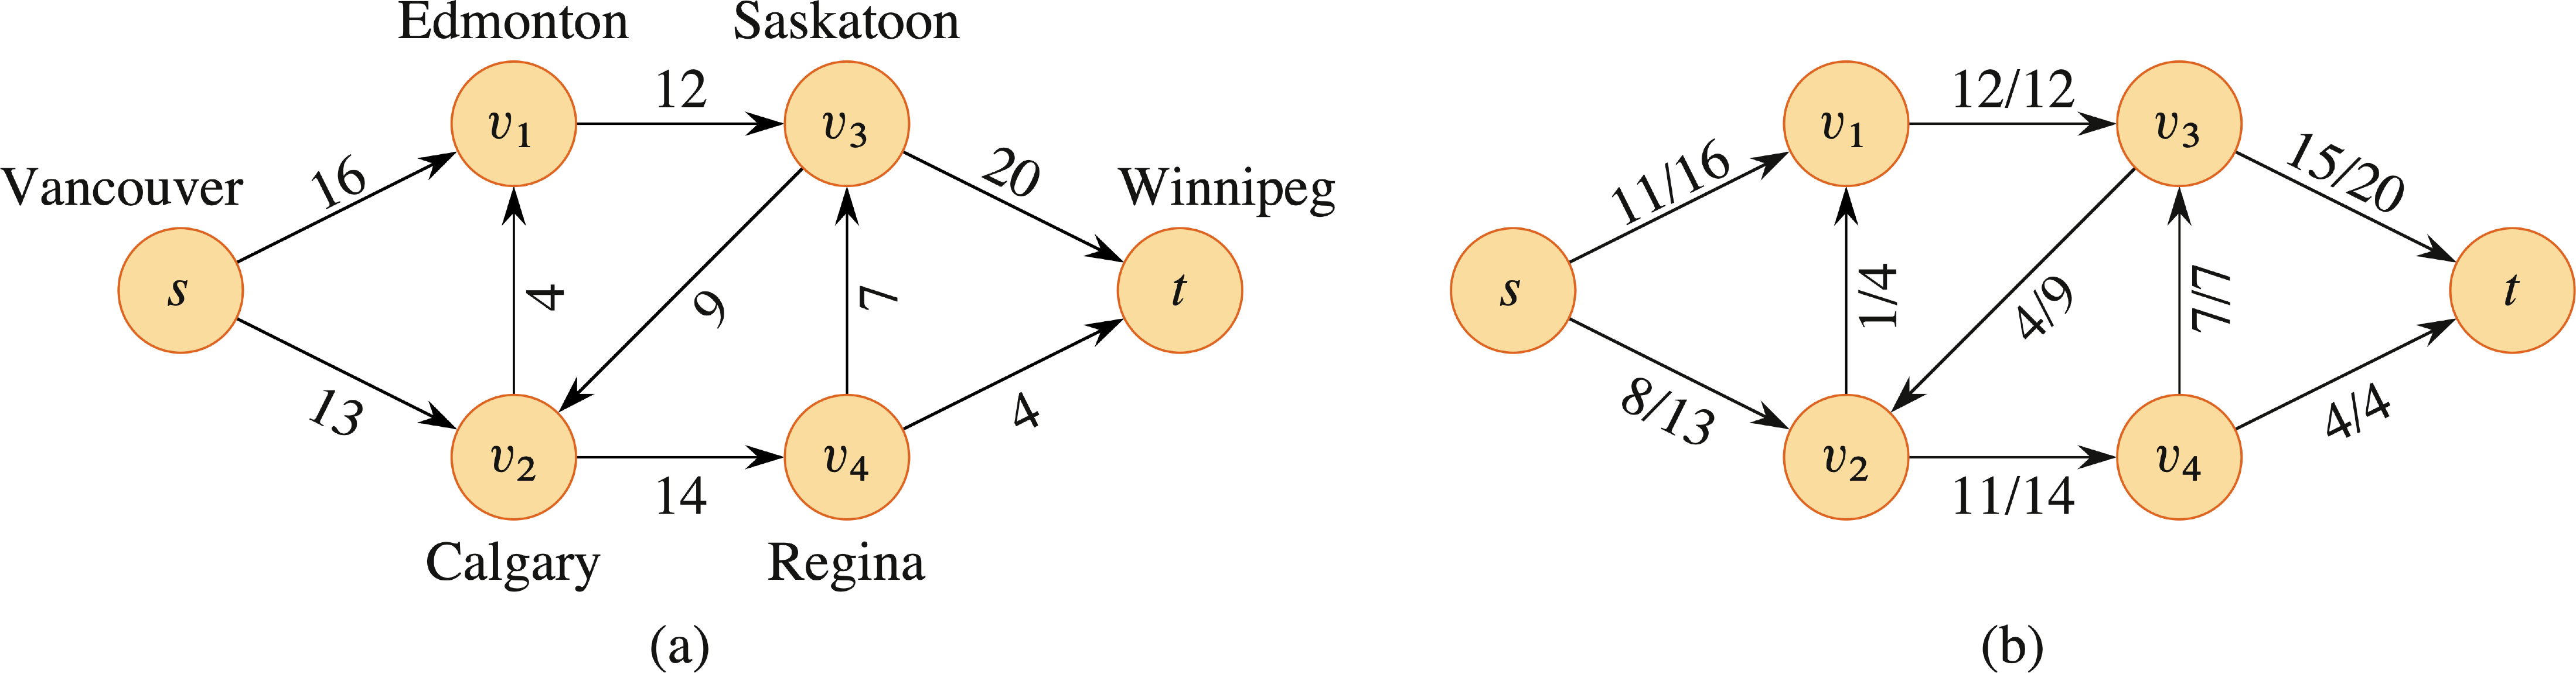 Edmonton Saskatoon
Vancouver Winnipeg
s v1 v2 v3 v4 t
16 13 12 4 9 7 14 20 4
Calgary Regina
(a)
s v1 v2 v3 v4 t
11/16 8/13 12/12 1/4 4/9 7/7 11/14 15/20 4/4
(b)